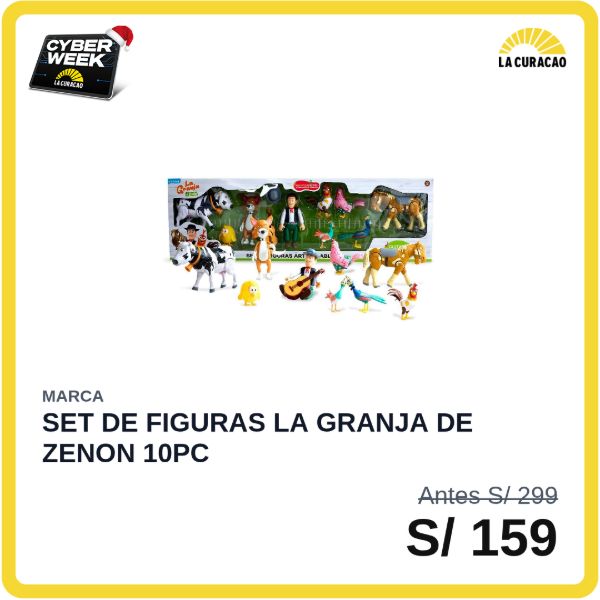 CYBER
WEEK
LA CURACAO
LA CURACAO
La
Granja
MARCA
SET DE FIGURAS LA GRANJA DE
ZENON 10PC
Antes S/ 299
S/ 159